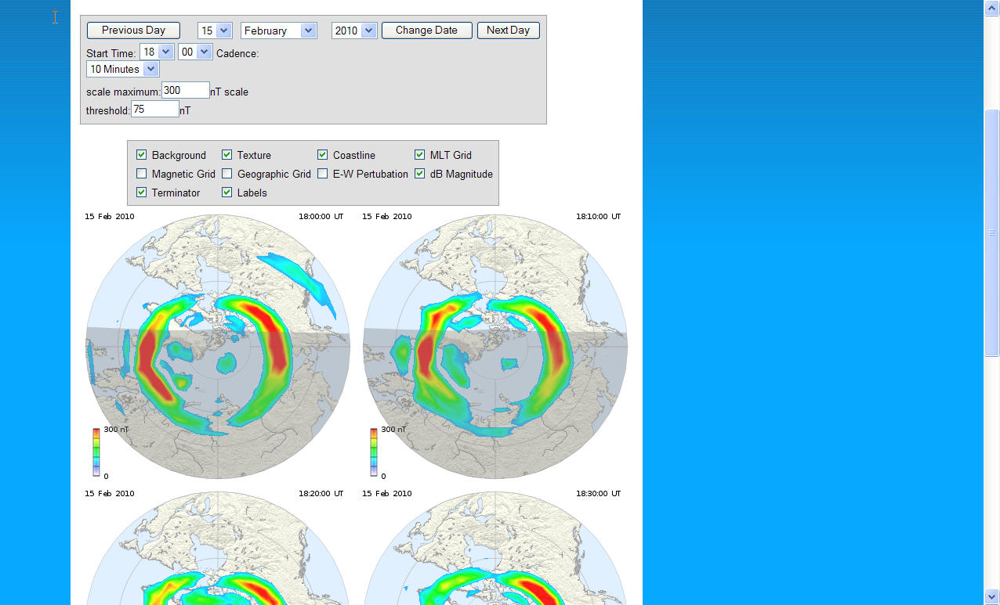 Previous Day 15 February 2010 Change Date Next Day
Start Time: 18 00 Cadence:
10 Minutes
scale maximum: 300 nT scale
threshold: 75 nT
Background Texture Coastline MLT Grid
Magnetic Grid Geographic Grid E-W Pertubation dB Magnitude
Terminator Labels
15 Feb 2010 18:00:00 UT
300 nT
0
15 Feb 2010 18:10:00 UT
300 nT
0
15 Feb 2010 18:20:00 UT
15 Feb 2010 18:30:00 UT